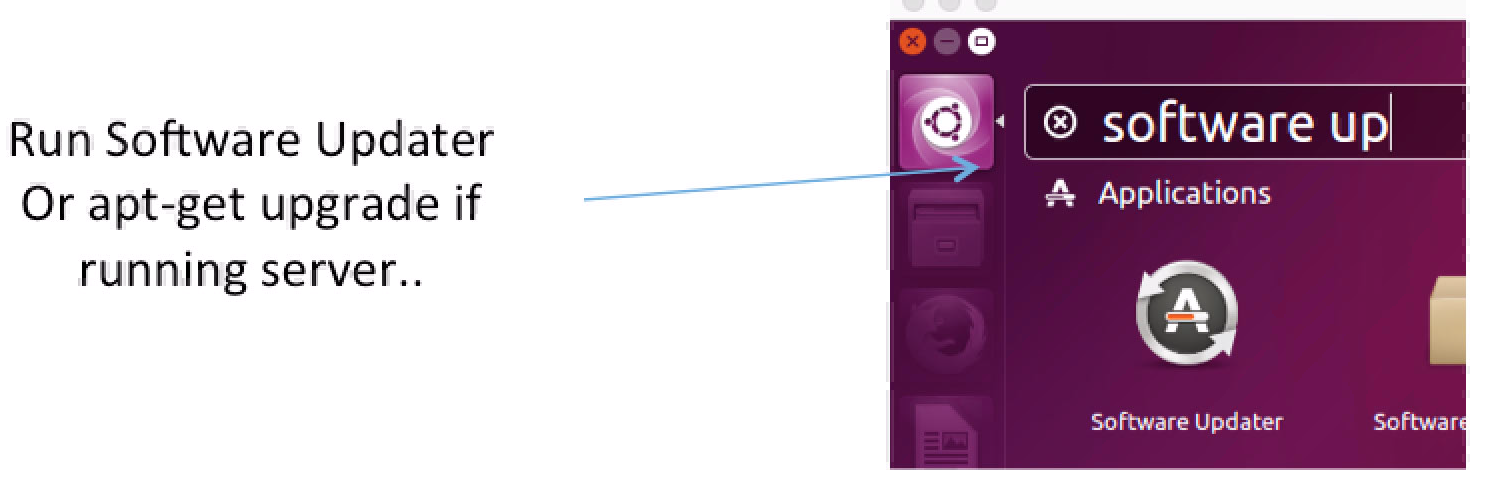 Run Software Updater
Or apt-get upgrade if
running server..
software up
Applications
Software Updater
Software